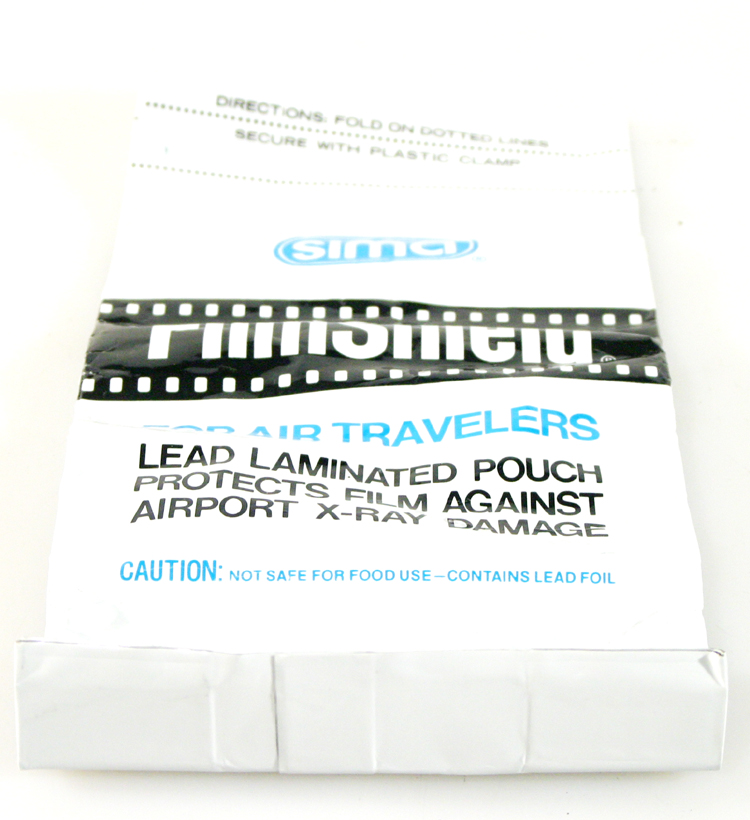 DIRECTIONS: FOLD ON DOTTED LINES
SECURE WITH PLASTIC CLAMP
sima
FilmShield®
FOR AIR TRAVELERS
LEAD LAMINATED POUCH
PROTECTS FILM AGAINST
AIRPORT X-RAY DAMAGE
CAUTION: NOT SAFE FOR FOOD USE—CONTAINS LEAD FOIL